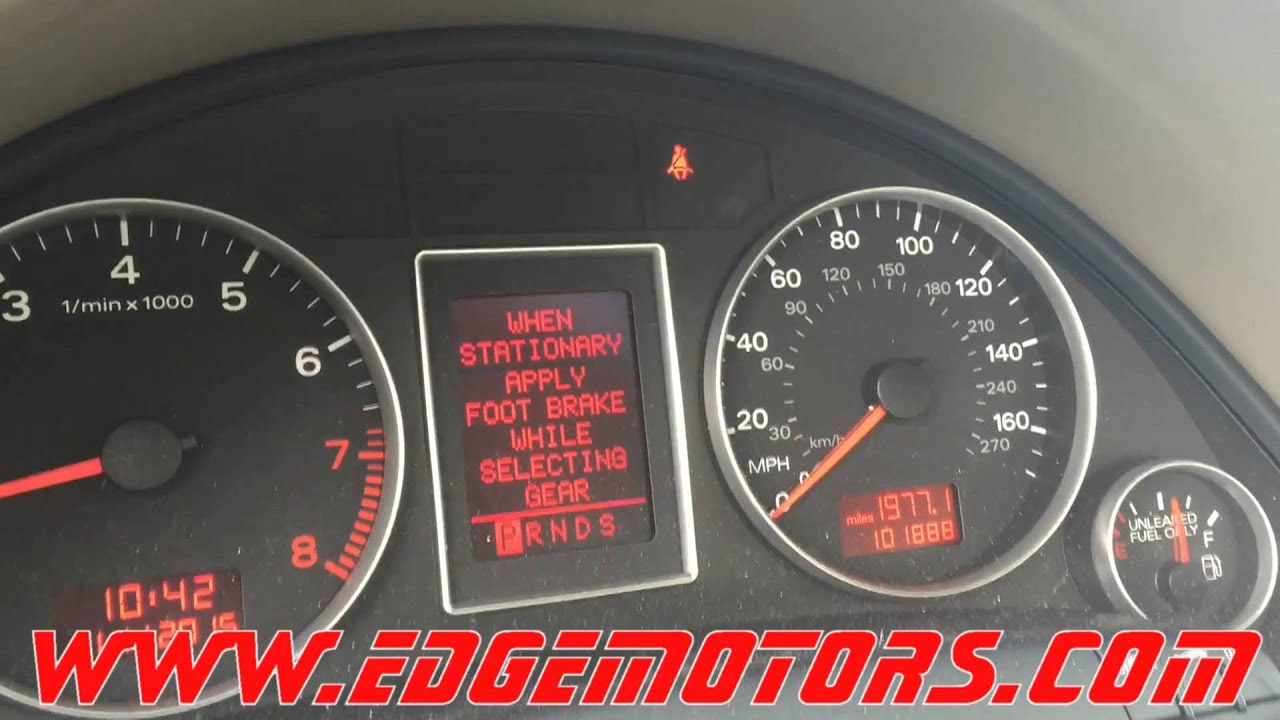 3 4 5 6 7 8
1/min x 1000
10:42
WHEN
STATIONARY
APPLY
FOOT BRAKE
WHILE
SELECTING
GEAR
P R N D S
0 20 40 60 80 100 120 140 160
MPH
30 60 90 120 150 180 210 240 270
km/h
miles 1977.1
101888
UNLEADED
FUEL ONLY
E F
WWW.EDGEMOTORS.COM